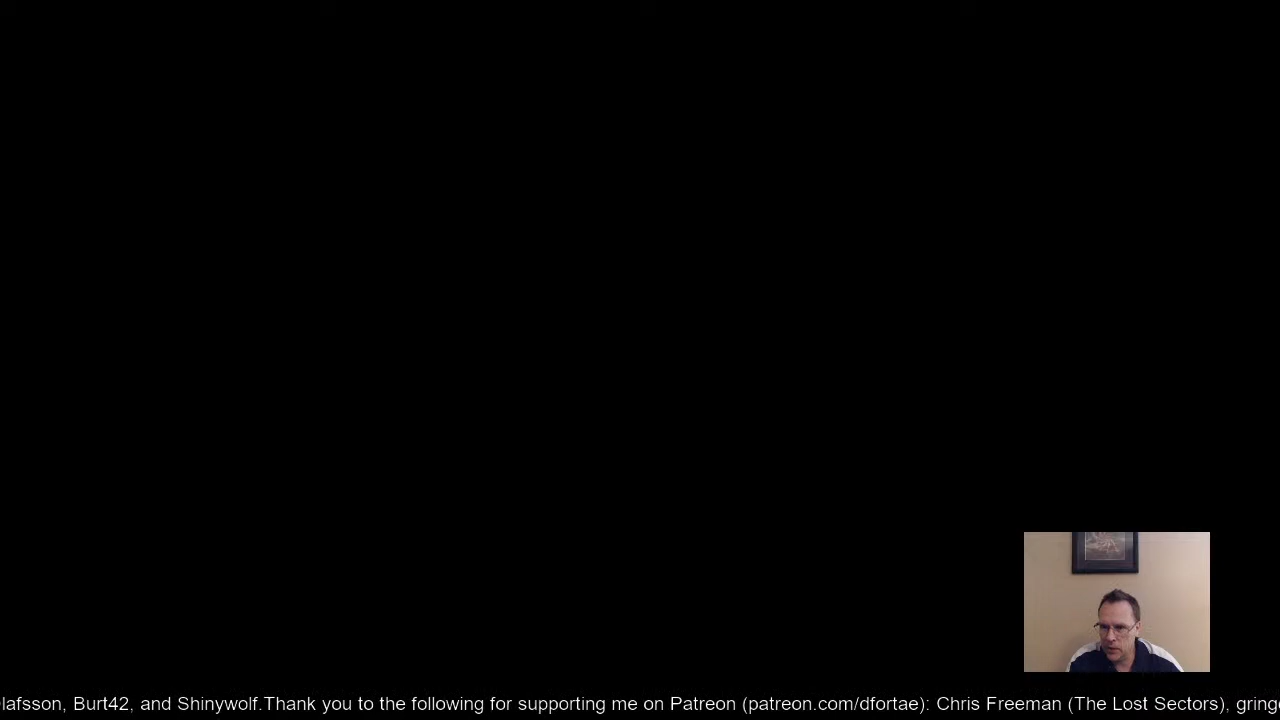 lafsson, Burt42, and Shinywolf.Thank you to the following for supporting me on Patreon (patreon.com/dfortae): Chris Freeman (The Lost Sectors), gring